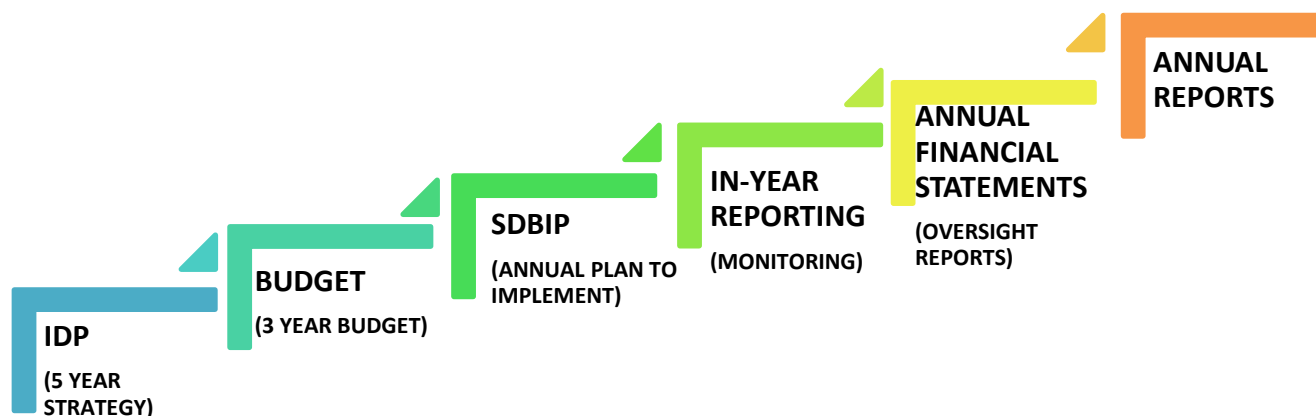 IDP
(5 YEAR
STRATEGY)
BUDGET
(3 YEAR BUDGET)
SDBIP
(ANNUAL PLAN TO
IMPLEMENT)
IN-YEAR
REPORTING
(MONITORING)
ANNUAL
FINANCIAL
STATEMENTS
(OVERSIGHT
REPORTS)
ANNUAL
REPORTS